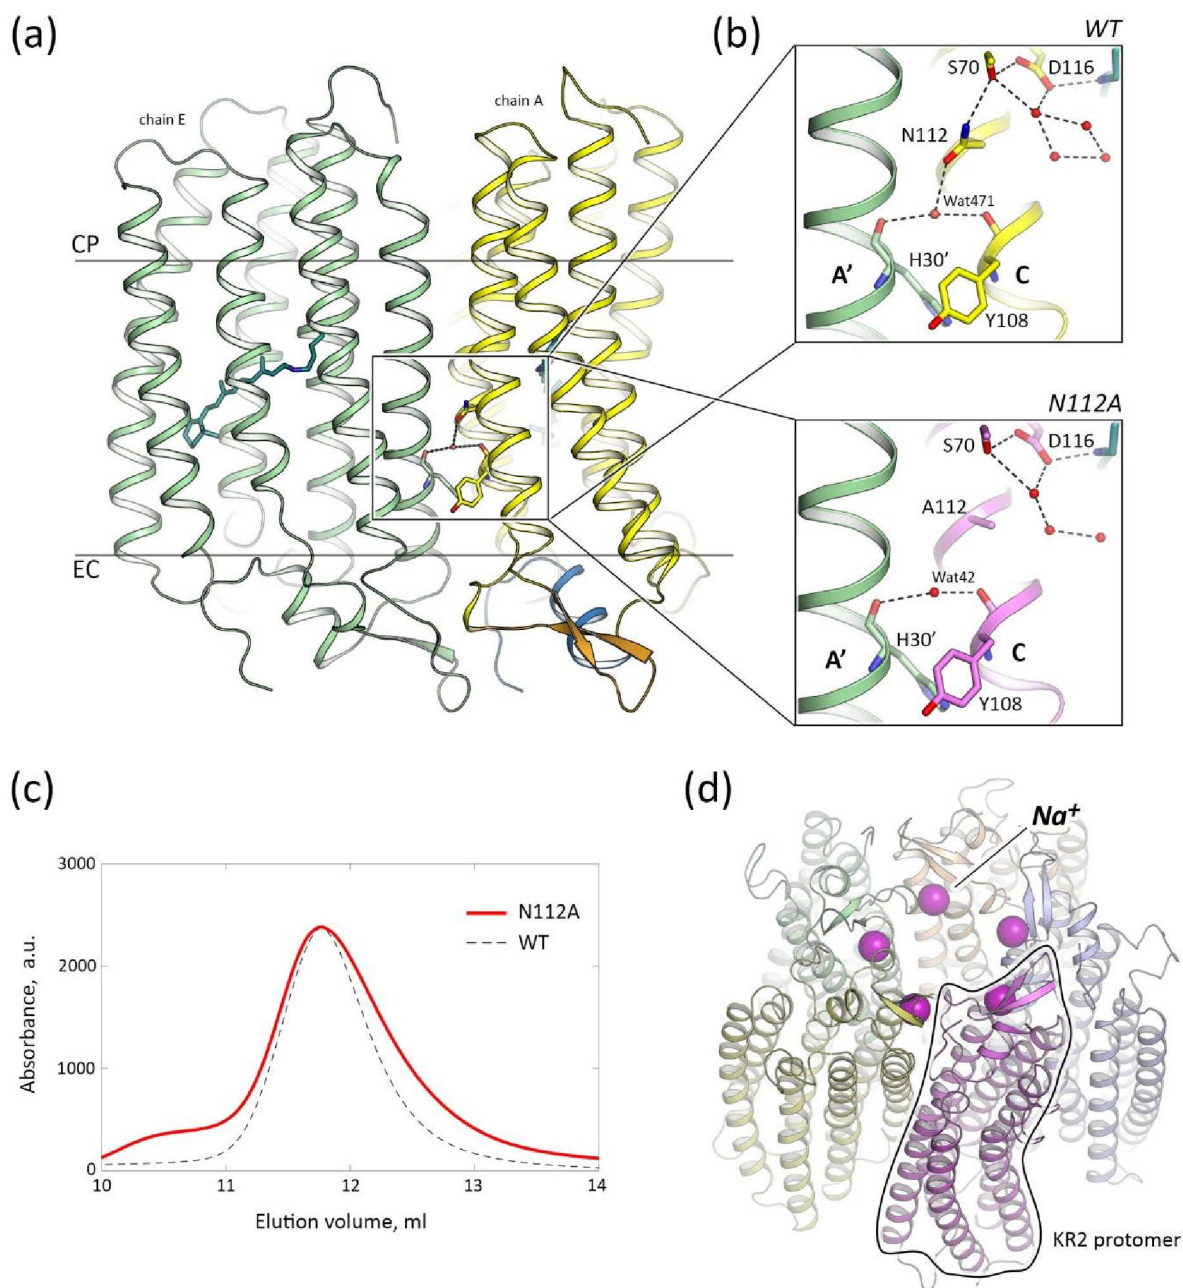 (a)
chain E
chain A
CP
EC
(b)
WT
S70
D116
N112
Wat471
H30′
A’
C
Y108
N112A
S70
D116
A112
Wat42
H30′
A’
C
Y108
(c)
Absorbance, a.u.
3000
2000
1000
0
N112A
WT
10 11 12 13 14
Elution volume, ml
(d)
Na+
KR2 protomer